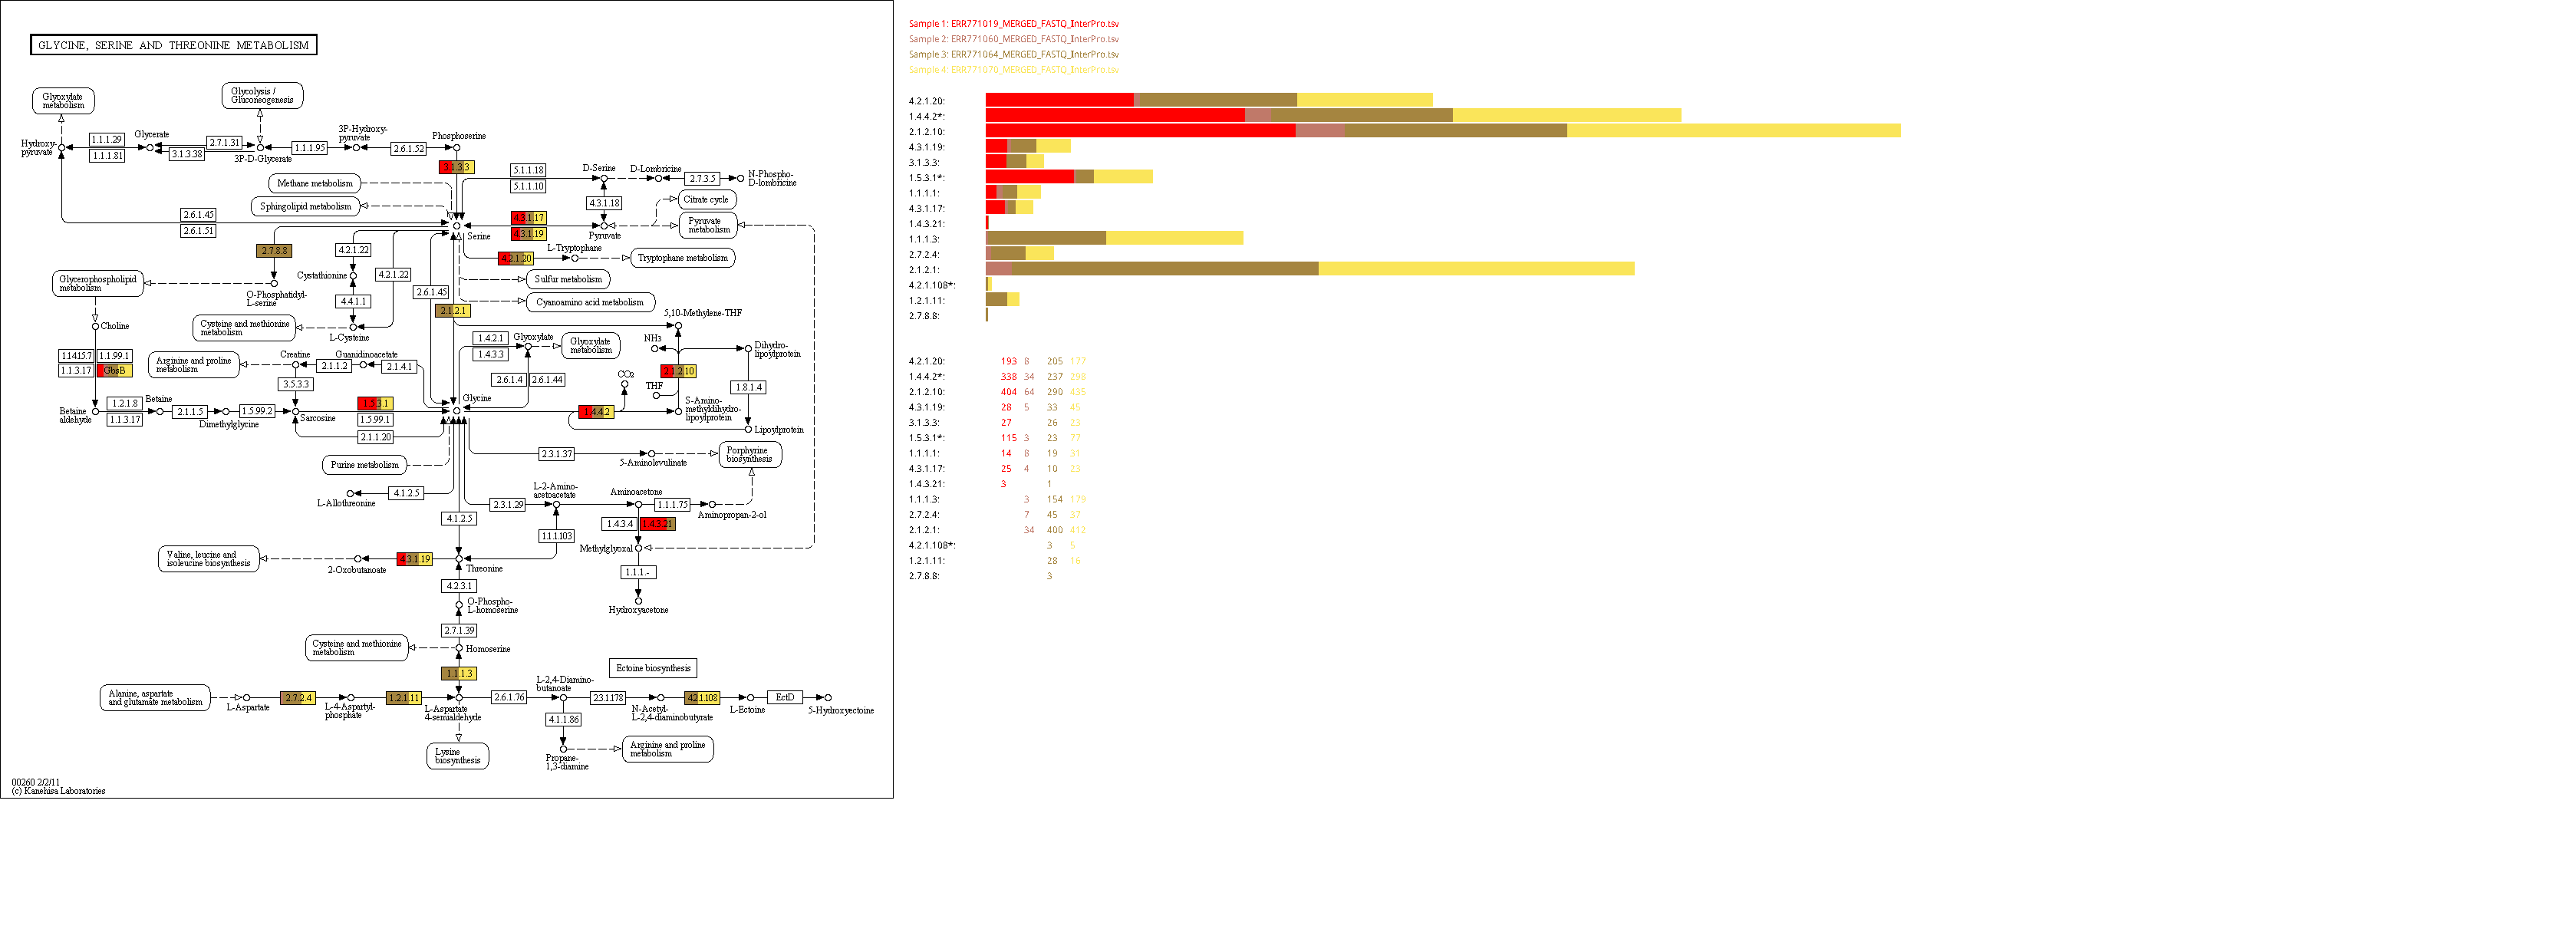 GLYCINE, SERINE AND THREONINE METABOLISM
Glyoxylate
metabolism
Glycolysis /
Gluconeogenesis
Hydroxy-
pyruvate
1.1.1.29
1.1.1.81
Glycerate
2.7.1.31
3.1.3.38
3P-D-Glycerate
1.1.1.95
3P-Hydroxy-
pyruvate
2.6.1.52
Phosphoserine
3.1.3.3
Methane metabolism
Sphingolipid metabolism
5.1.1.18
5.1.1.10
D-Serine
D-Lombricine
2.7.3.5
N-Phospho-
D-lombricine
4.3.1.18
Citrate cycle
Pyruvate
metabolism
2.6.1.45
2.6.1.51
4.3.1.17
4.3.1.19
Serine
Pyruvate
2.7.8.8
4.2.1.22
4.2.1.20
L-Tryptophane
Tryptophane metabolism
Glycerophospholipid
metabolism
Cystathionine
4.2.1.22
Sulfur metabolism
O-Phosphatidyl-
L-serine
4.4.1.1
2.6.1.45
Cyanoamino acid metabolism
2.1.2.1
5,10-Methylene-THF
Choline
Cysteine and methionine
metabolism
L-Cysteine
1.4.2.1
1.4.3.3
Glyoxylate
Glyoxylate
metabolism
NH3
Dihydro-
lipoylprotein
1.14.15.7
1.1.99.1
1.1.3.17
GbsB
Arginine and proline
metabolism
Creatine
Guanidinoacetate
2.1.1.2
2.1.4.1
3.5.3.3
2.6.1.4
2.6.1.44
CO2
THF
2.1.2.10
1.8.1.4
Betaine
aldehyde
1.2.1.8
1.1.3.17
Betaine
2.1.1.5
Dimethylglycine
1.5.99.2
Sarcosine
1.5.3.1
1.5.99.1
2.1.1.20
Glycine
1.4.4.2
S-Amino-
methyldihydro-
lipoylprotein
Lipoylprotein
Purine metabolism
2.3.1.37
5-Aminolevulinate
Porphyrine
biosynthesis
L-Allothreonine
4.1.2.5
L-2-Amino-
acetoacetate
Aminoacetone
2.3.1.29
1.1.1.75
Aminopropan-2-ol
4.1.2.5
1.1.1.103
1.4.3.4
1.4.3.21
Methylglyoxal
Valine, leucine and
isoleucine biosynthesis
2-Oxobutanoate
4.3.1.19
Threonine
1.1.1.-
Hydroxyacetone
4.2.3.1
O-Phospho-
L-homoserine
2.7.1.39
Cysteine and methionine
metabolism
Homoserine
Ectoine biosynthesis
1.1.1.3
Alanine, aspartate
and glutamate metabolism
L-Aspartate
2.7.2.4
L-4-Aspartyl-
phosphate
1.2.1.11
L-Aspartate
4-semialdehyde
2.6.1.76
L-2,4-Diamino-
butanoate
2.3.1.178
N-Acetyl-
L-2,4-diaminobutyrate
4.2.1.108
L-Ectoine
EctD
5-Hydroxyectoine
4.1.1.86
Lysine
biosynthesis
Propane-
1,3-diamine
Arginine and proline
metabolism
00260 2/2/11
(c) Kanehisa Laboratories
Sample 1: ERR771019_MERGED_FASTQ_InterPro.tsv
Sample 2: ERR771060_MERGED_FASTQ_InterPro.tsv
Sample 3: ERR771064_MERGED_FASTQ_InterPro.tsv
Sample 4: ERR771070_MERGED_FASTQ_InterPro.tsv
4.2.1.20:
1.4.4.2*:
2.1.2.10:
4.3.1.19:
3.1.3.3:
1.5.3.1*:
1.1.1.1:
4.3.1.17:
1.4.3.21:
1.1.1.3:
2.7.2.4:
2.1.2.1:
4.2.1.108*:
1.2.1.11:
2.7.8.8:
4.2.1.20: 193 8 205 177
1.4.4.2*: 338 34 237 298
2.1.2.10: 404 64 290 435
4.3.1.19: 28 5 33 45
3.1.3.3: 27 26 23
1.5.3.1*: 115 3 23 77
1.1.1.1: 14 8 19 31
4.3.1.17: 25 4 10 23
1.4.3.21: 3 1
1.1.1.3: 3 154 179
2.7.2.4: 7 45 37
2.1.2.1: 34 400 412
4.2.1.108*: 3 5
1.2.1.11: 28 16
2.7.8.8: 3